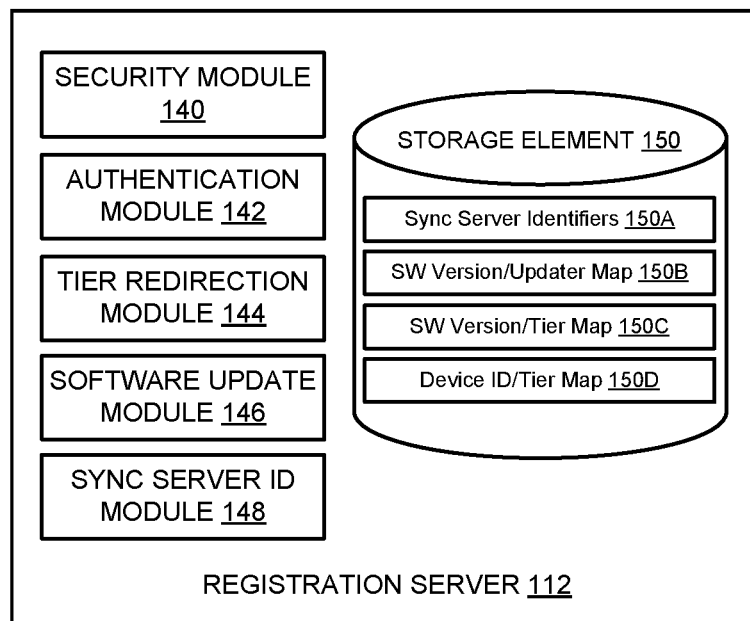 SECURITY MODULE
140
AUTHENTICATION
MODULE 142
TIER REDIRECTION
MODULE 144
SOFTWARE UPDATE
MODULE 146
SYNC SERVER ID
MODULE 148
STORAGE ELEMENT 150
Sync Server Identifiers 150A
SW Version/Updater Map 150B
SW Version/Tier Map 150C
Device ID/Tier Map 150D
REGISTRATION SERVER 112